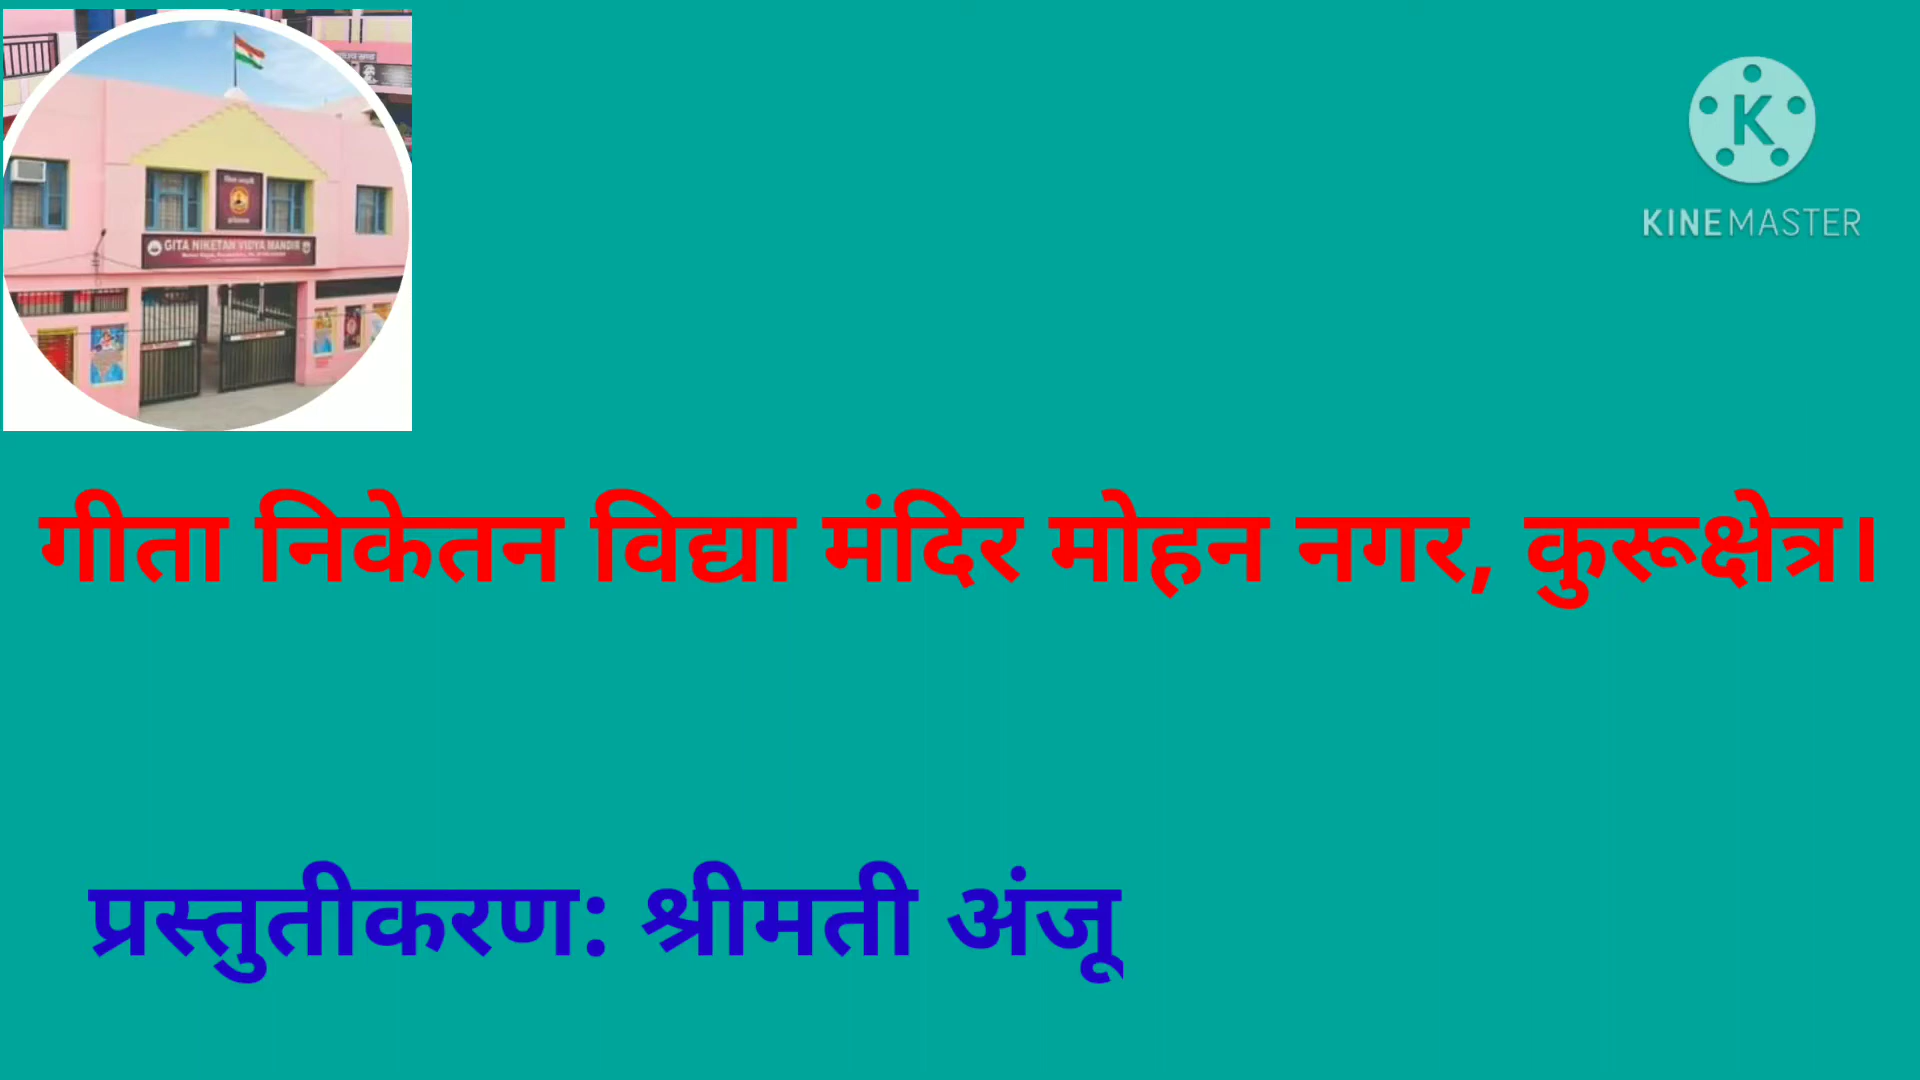 GITA NIKETAN VIDYA MANDIR
K
KINEMASTER
गीता निकेतन विद्या मंदिर मोहन नगर, कुरूक्षेत्र।
प्रस्तुतीकरण: श्रीमती अंजू